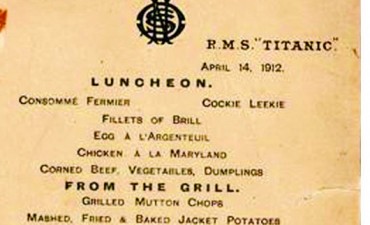 R.M.S. "TITANIC."
APRIL 14, 1912.
LUNCHEON.
CONSOMMÉ FERMIER COCKIE LEEKIE
FILLETS OF BRILL
EGG À L'ARGENTEUIL
CHICKEN À LA MARYLAND
CORNED BEEF, VEGETABLES, DUMPLINGS
FROM THE GRILL.
GRILLED MUTTON CHOPS
MASHED, FRIED & BAKED JACKET POTATOES